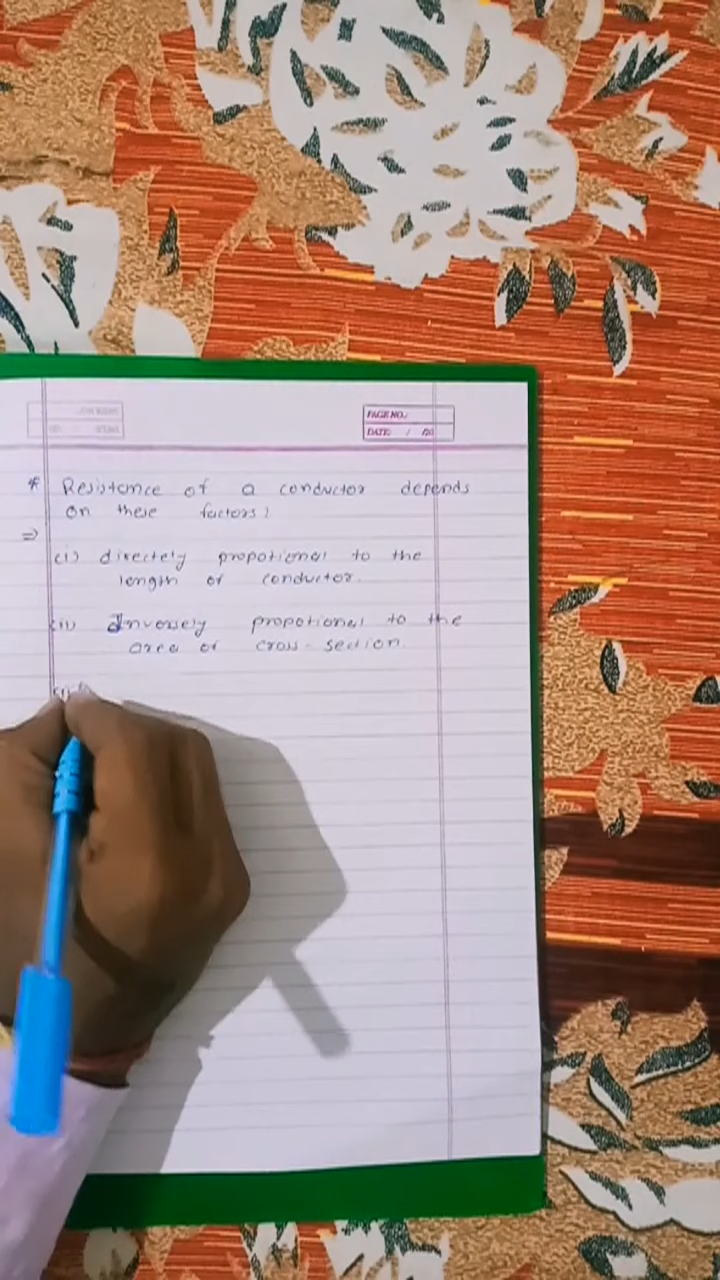 PAGE NO.:
DATE: / /20
* Resistance of a conductor depends
on these factors:
⇒
(i) directely propotional to the
length of conductor.
(ii) Inversely propotional to the
area of cross-section.